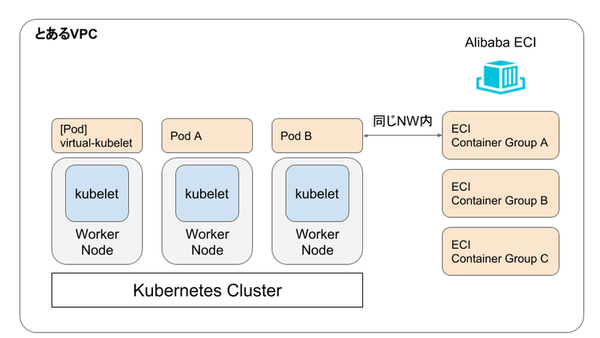 とあるVPC
Alibaba ECI
[Pod]
virtual-kubelet
Pod A
Pod B
同じNW内
ECI
Container Group A
kubelet
kubelet
kubelet
Worker
Node
Worker
Node
Worker
Node
ECI
Container Group B
ECI
Container Group C
Kubernetes Cluster